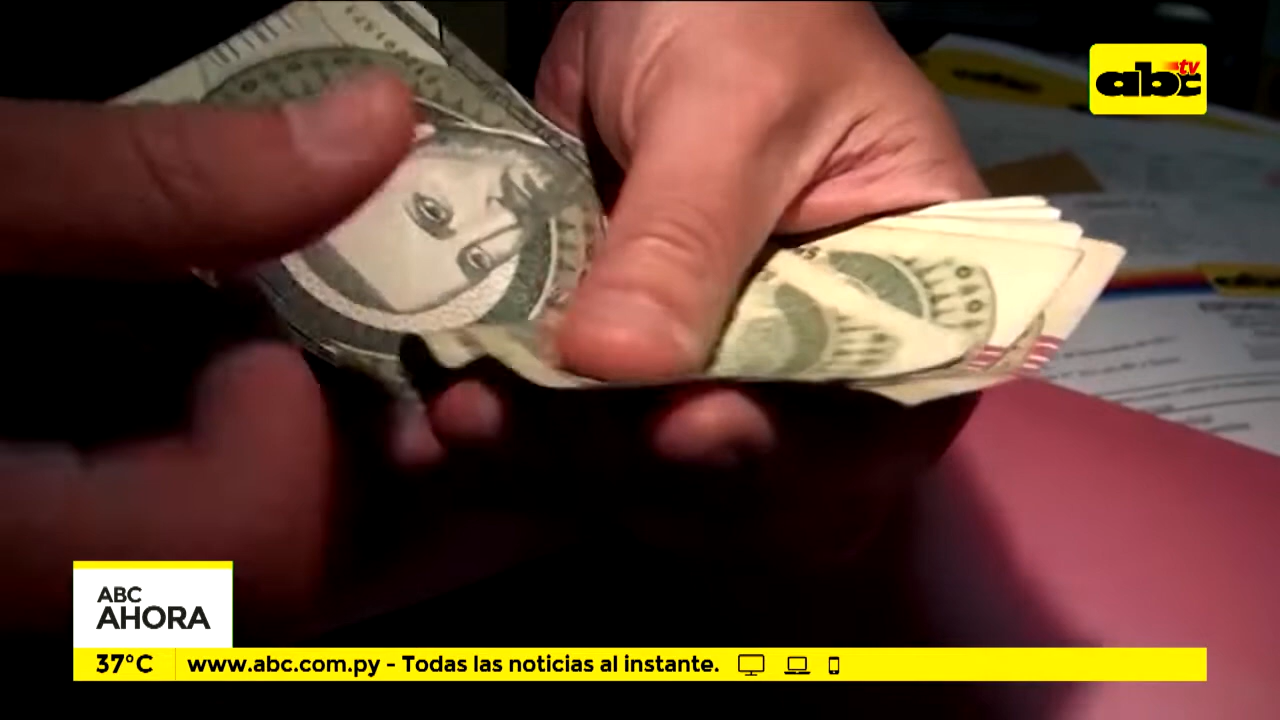 abc tv
ABC
AHORA
37°C
www.abc.com.py - Todas las noticias al instante.